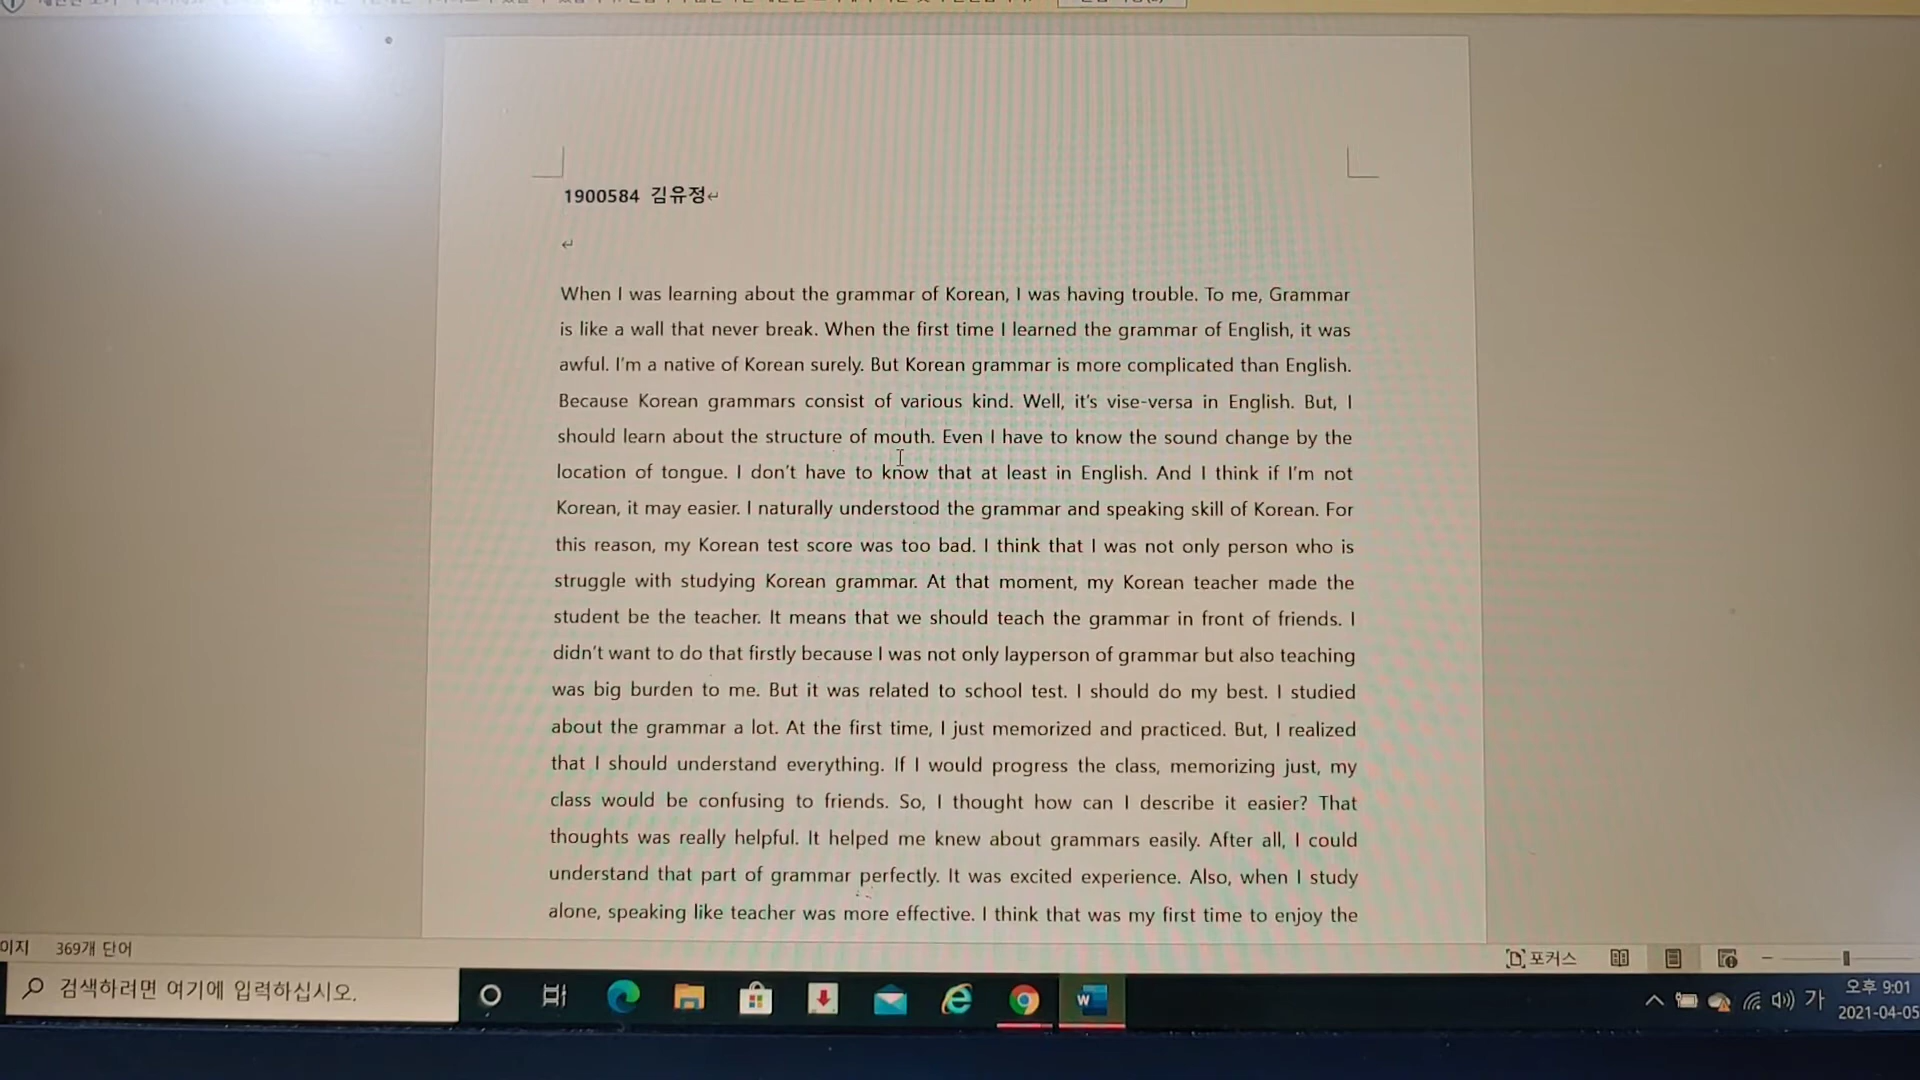 1900584 김유정
When I was learning about the grammar of Korean, I was having trouble. To me, Grammar
is like a wall that never break. When the first time I learned the grammar of English, it was
awful. I'm a native of Korean surely. But Korean grammar is more complicated than English.
Because Korean grammars consist of various kind. Well, it's vise-versa in English. But, I
should learn about the structure of mouth. Even I have to know the sound change by the
location of tongue. I don't have to know that at least in English. And I think if I'm not
Korean, it may easier. I naturally understood the grammar and speaking skill of Korean. For
this reason, my Korean test score was too bad. I think that I was not only person who is
struggle with studying Korean grammar. At that moment, my Korean teacher made the
student be the teacher. It means that we should teach the grammar in front of friends. I
didn't want to do that firstly because I was not only layperson of grammar but also teaching
was big burden to me. But it was related to school test. I should do my best. I studied
about the grammar a lot. At the first time, I just memorized and practiced. But, I realized
that I should understand everything. If I would progress the class, memorizing just, my
class would be confusing to friends. So, I thought how can I describe it easier? That
thoughts was really helpful. It helped me knew about grammars easily. After all, I could
understand that part of grammar perfectly. It was excited experience. Also, when I study
alone, speaking like teacher was more effective. I think that was my first time to enjoy the
이지 369개 단어
포커스
검색하려면 여기에 입력하십시오.
가
오후 9:01
2021-04-05